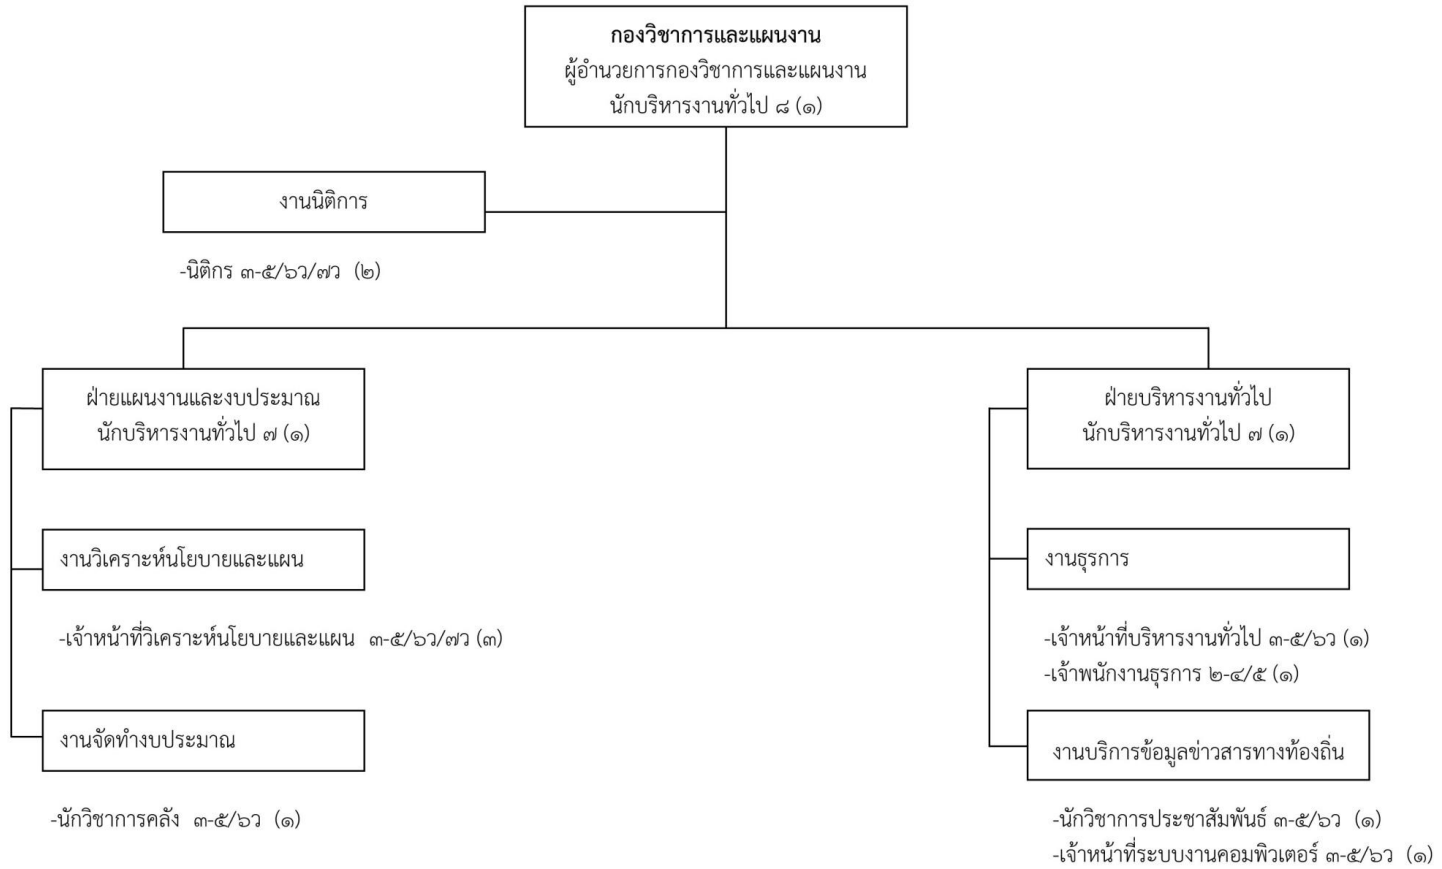 กองวิชาการและแผนงาน
ผู้อำนวยการกองวิชาการและแผนงาน
นักบริหารงานทั่วไป ๘ (๑)
งานนิติการ
-นิติกร ๓-๕/๖ว/๗ว (๒)
ฝ่ายแผนงานและงบประมาณ
นักบริหารงานทั่วไป ๗ (๑)
งานวิเคราะห์นโยบายและแผน
-เจ้าหน้าที่วิเคราะห์นโยบายและแผน ๓-๕/๖ว/๗ว (๓)
งานจัดทำงบประมาณ
-นักวิชาการคลัง ๓-๕/๖ว (๑)
ฝ่ายบริหารงานทั่วไป
นักบริหารงานทั่วไป ๗ (๑)
งานธุรการ
-เจ้าหน้าที่บริหารงานทั่วไป ๓-๕/๖ว (๑)
-เจ้าพนักงานธุรการ ๒-๔/๕ (๑)
งานบริการข้อมูลข่าวสารทางท้องถิ่น
-นักวิชาการประชาสัมพันธ์ ๓-๕/๖ว (๑)
-เจ้าหน้าที่ระบบงานคอมพิวเตอร์ ๓-๕/๖ว (๑)